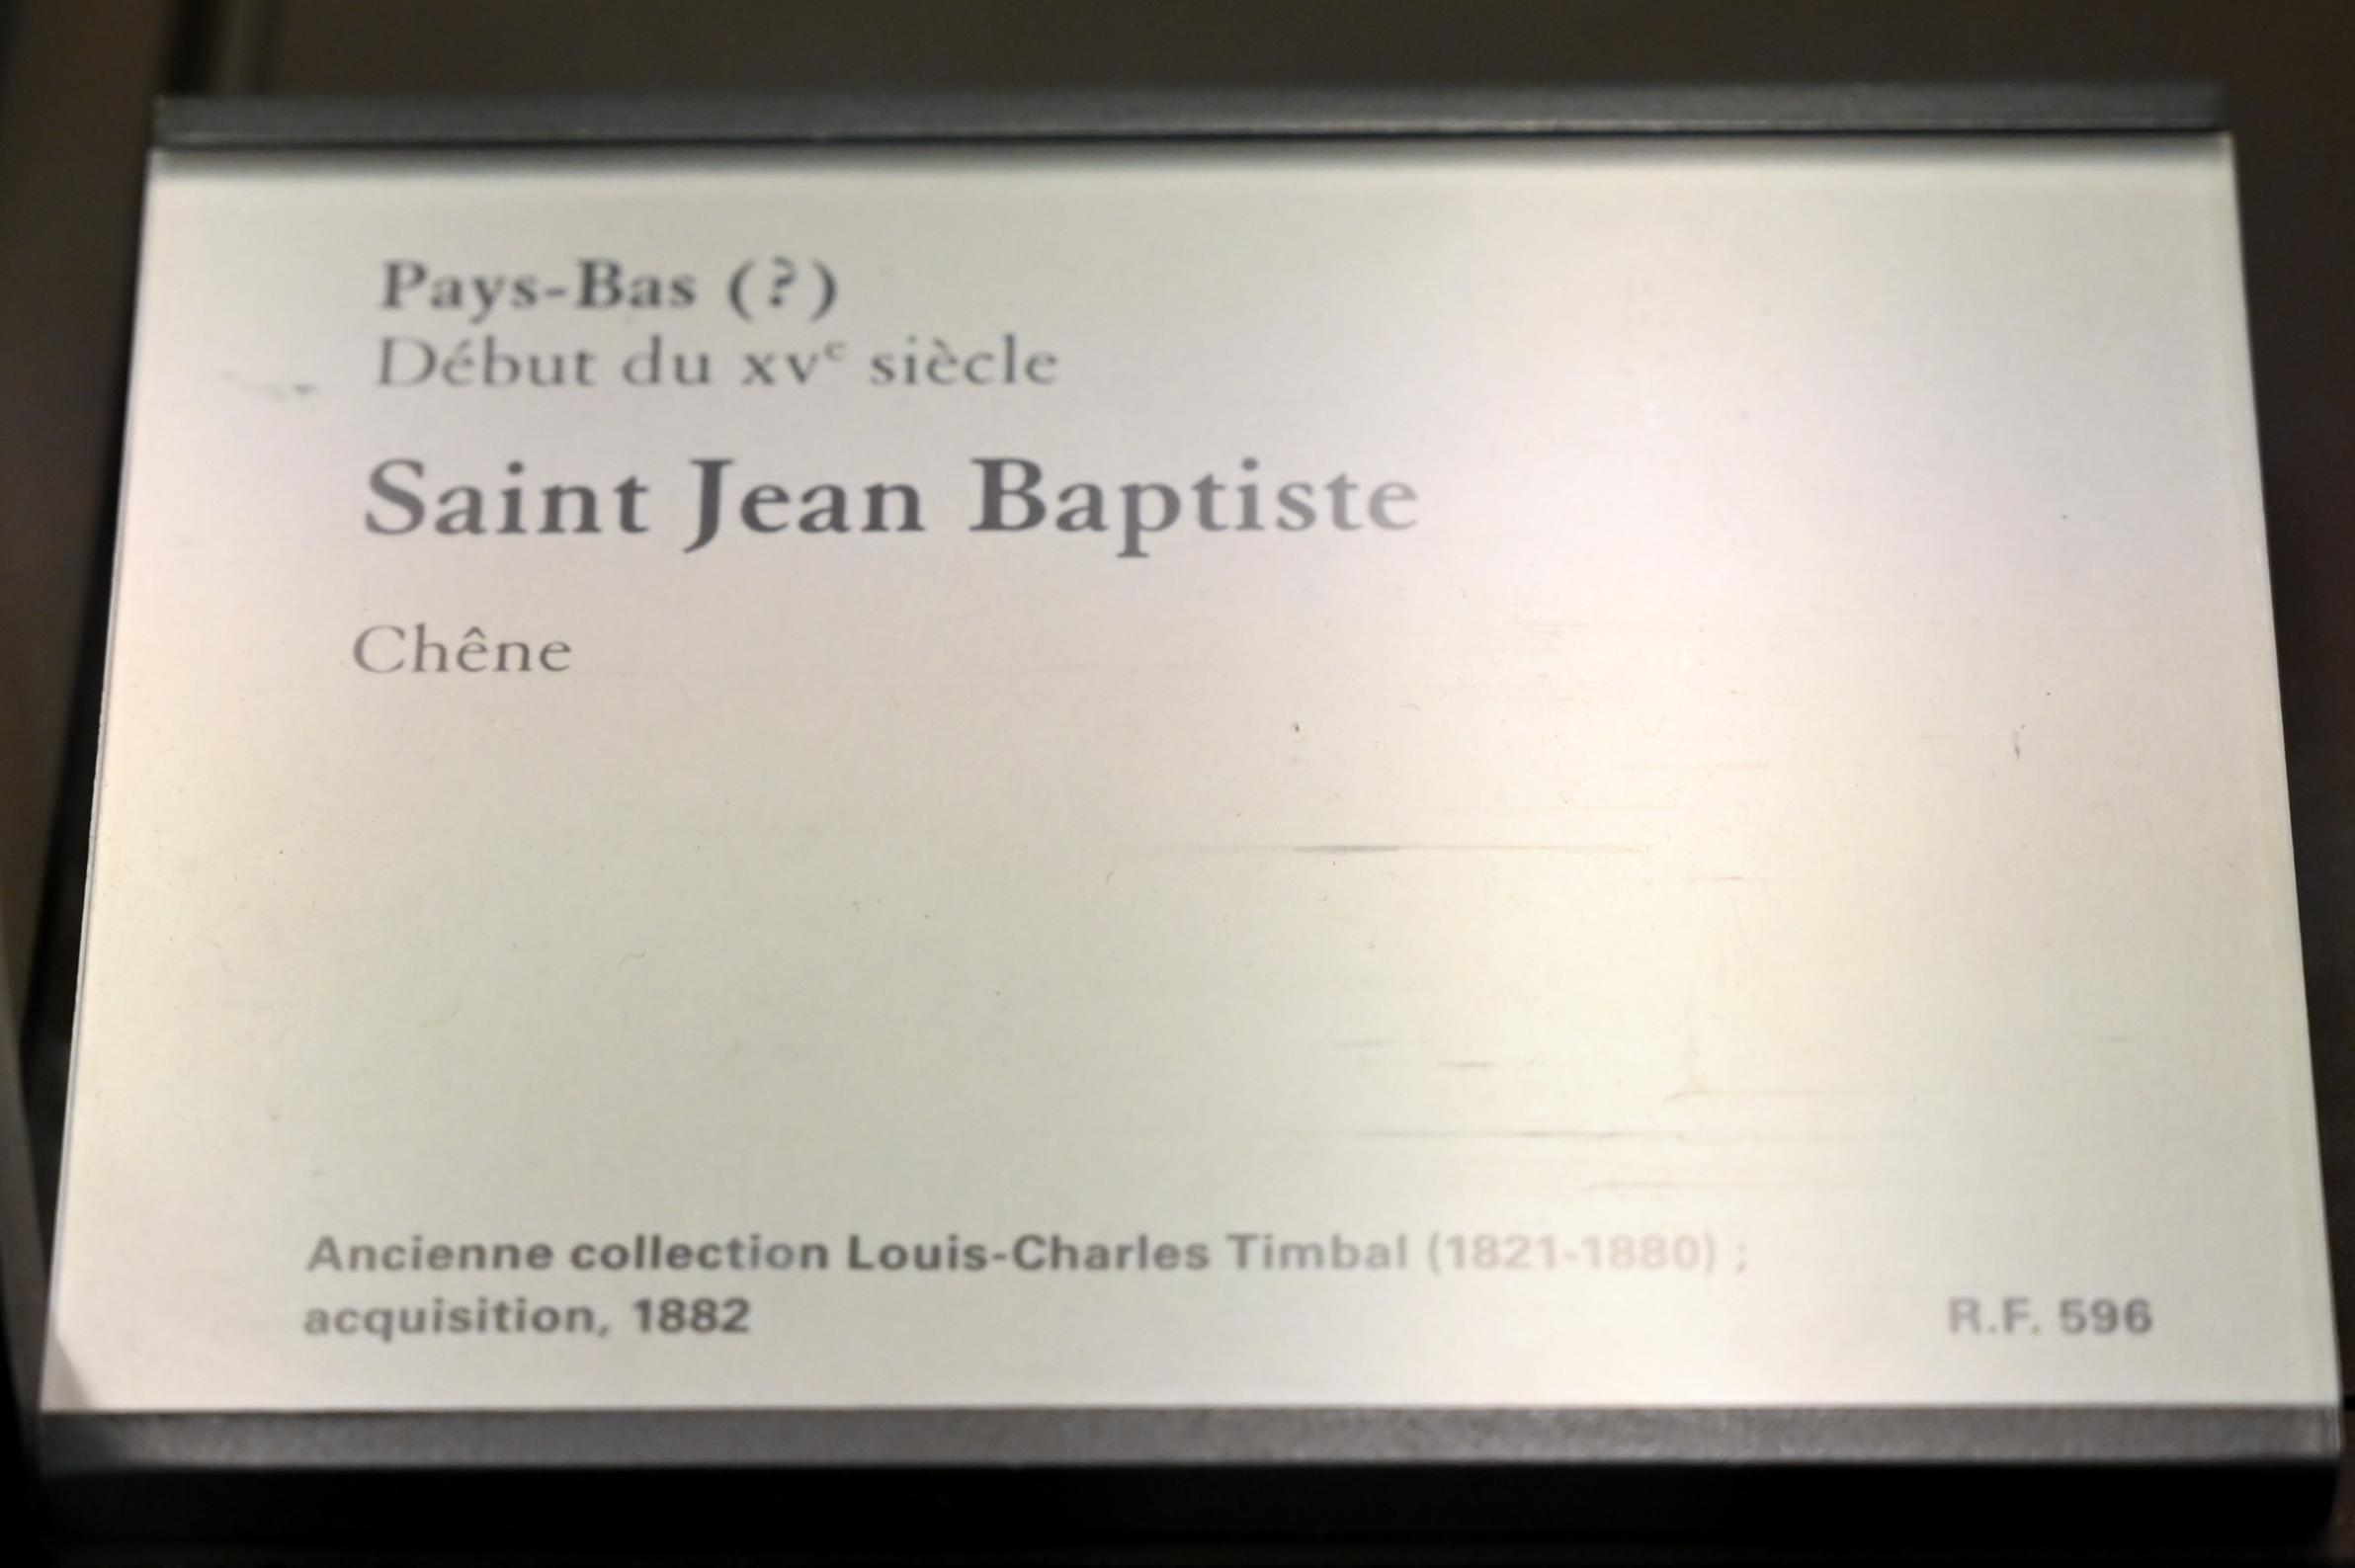 Pays-Bas (?)
Début du XVe siècle
Saint Jean Baptiste
Chêne
Ancienne collection Louis-Charles Timbal (1821-1880) ;
acquisition, 1882
R.F. 596